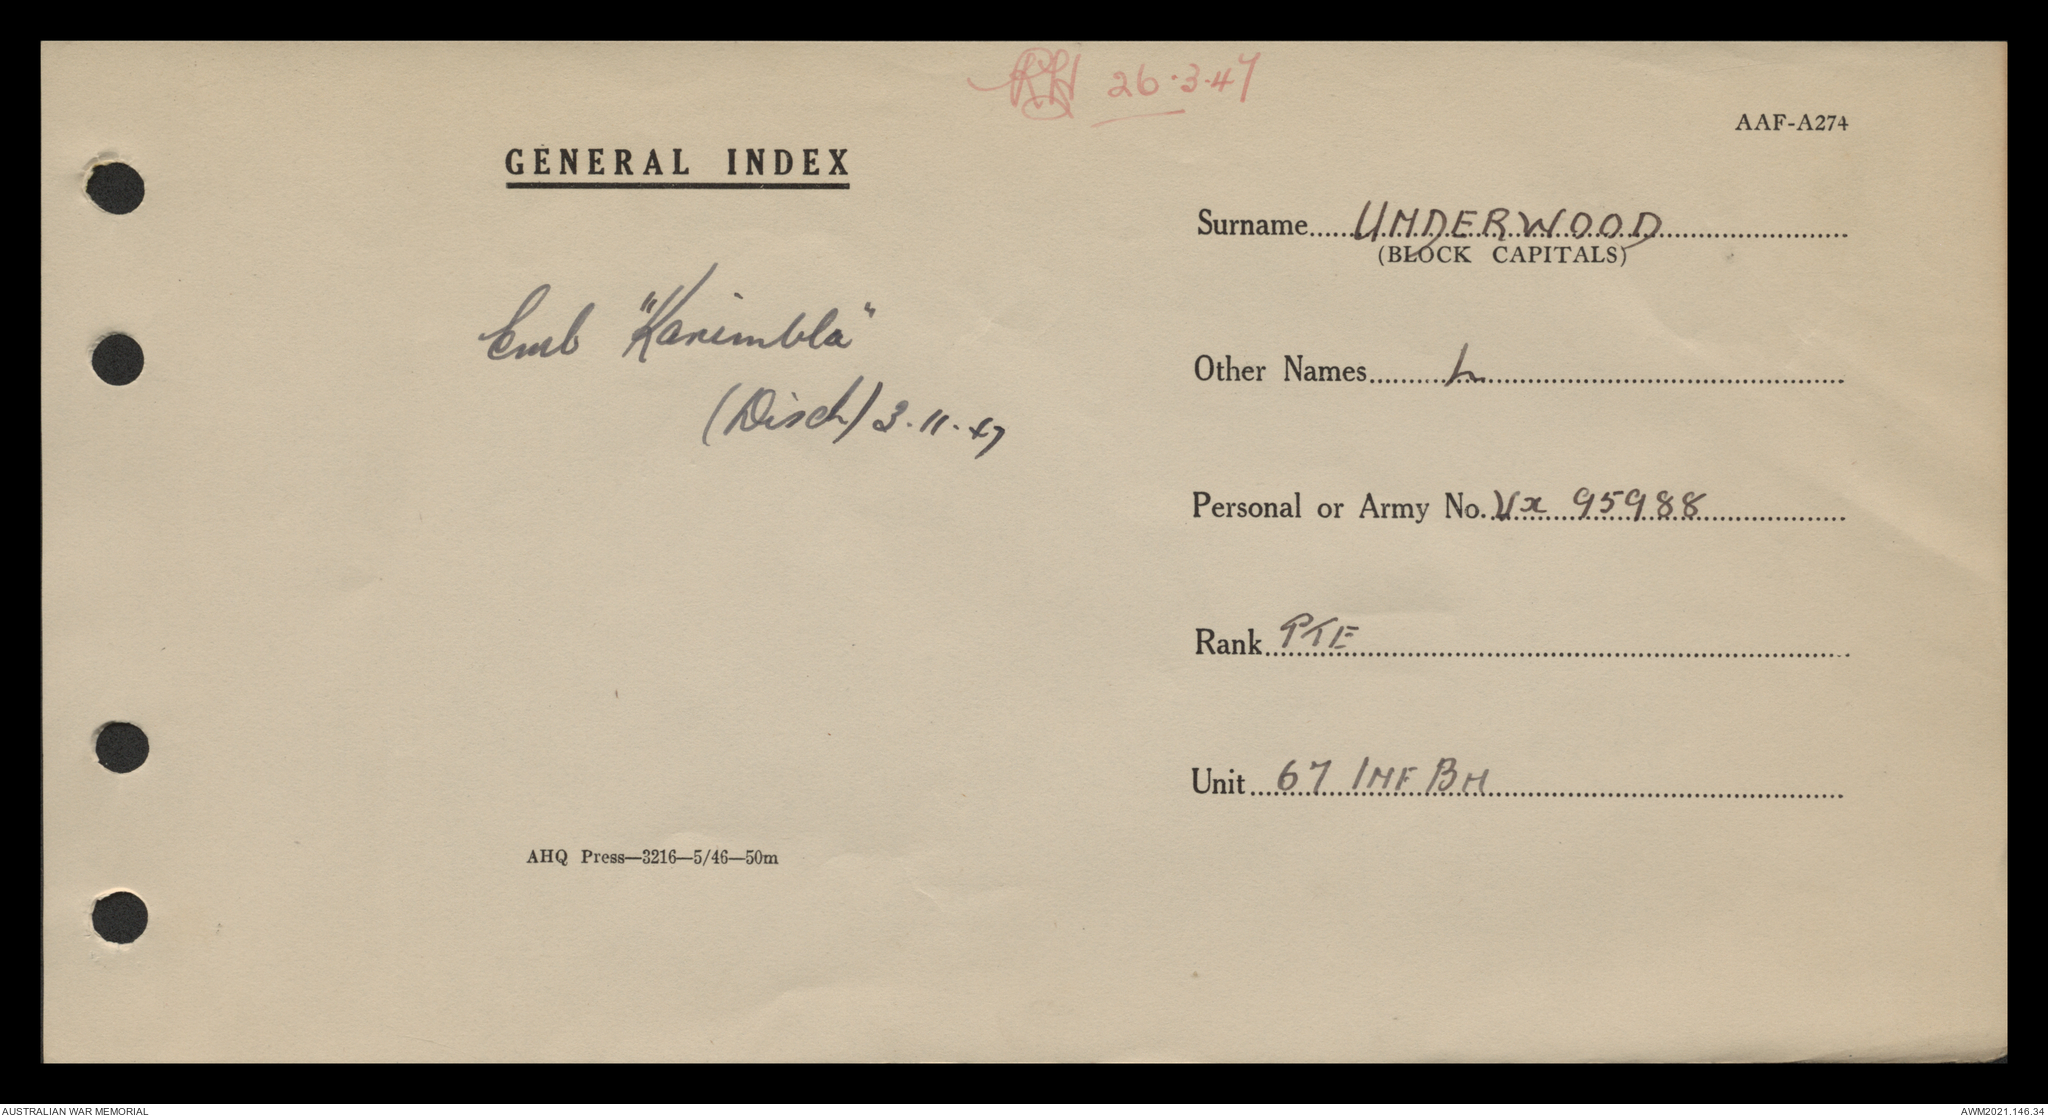 26.3.47
AAF-A274
GENERAL INDEX
Surname UNDERWOOD
(BLOCK CAPITALS)
Emb "Kanimbla"
(Disch) 3.11.47
Other Names L
Personal or Army No. Vx 95988
Rank PTE
Unit 67 INF BN
AHQ Press—3216—5/46—50m
AUSTRALIAN WAR MEMORIAL
AWM2021.146.34